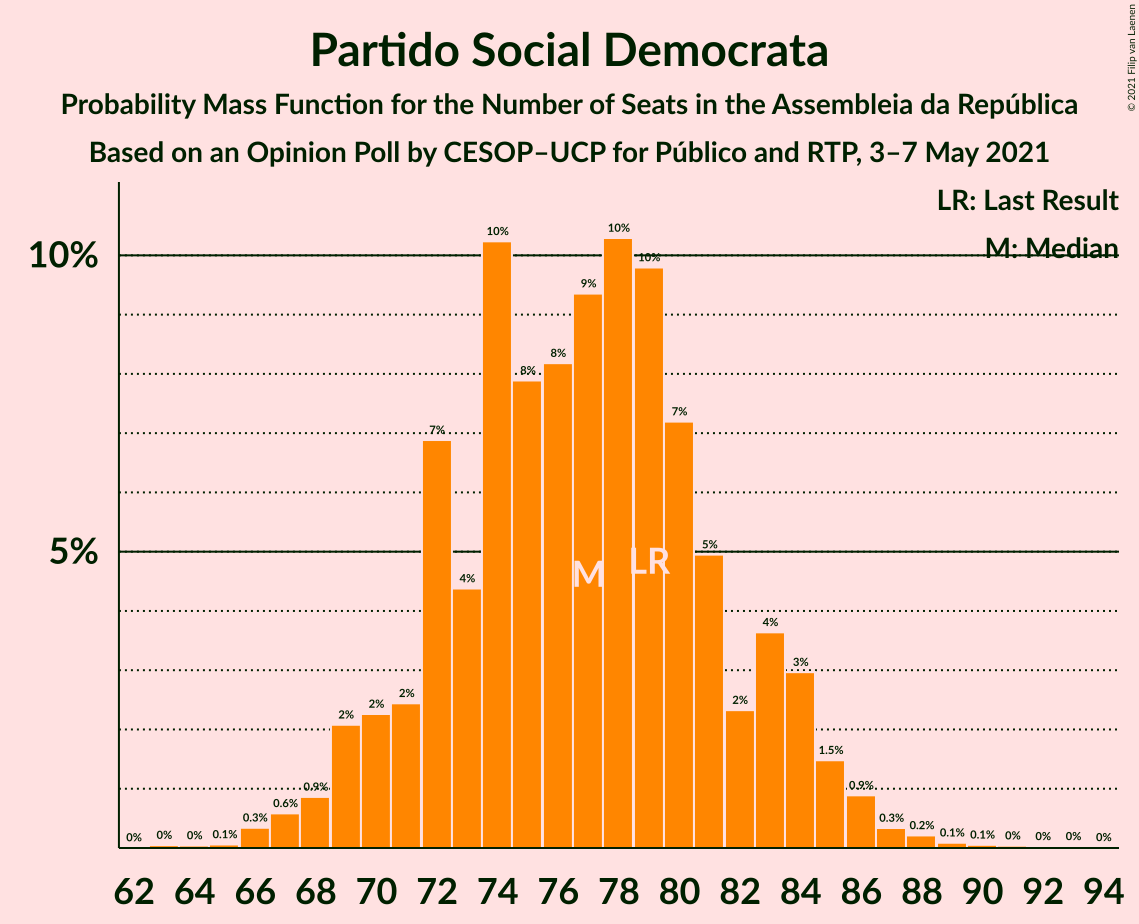 © 2021 Filip van Laenen
Partido Social Democrata
Probability Mass Function for the Number of Seats in the Assembleia da República
Based on an Opinion Poll by CESOP–UCP for Público and RTP, 3–7 May 2021
LR: Last Result
M: Median
10%
5%
0% 0% 0% 0.1% 0.3% 0.6% 0.9% 2% 2% 2% 7% 4% 10% 8% 8% 9% 10% 10% 7% 5% 2% 4% 3% 1.5% 0.9% 0.3% 0.2% 0.1% 0.1% 0% 0% 0% 0%
M LR
62 64 66 68 70 72 74 76 78 80 82 84 86 88 90 92 94